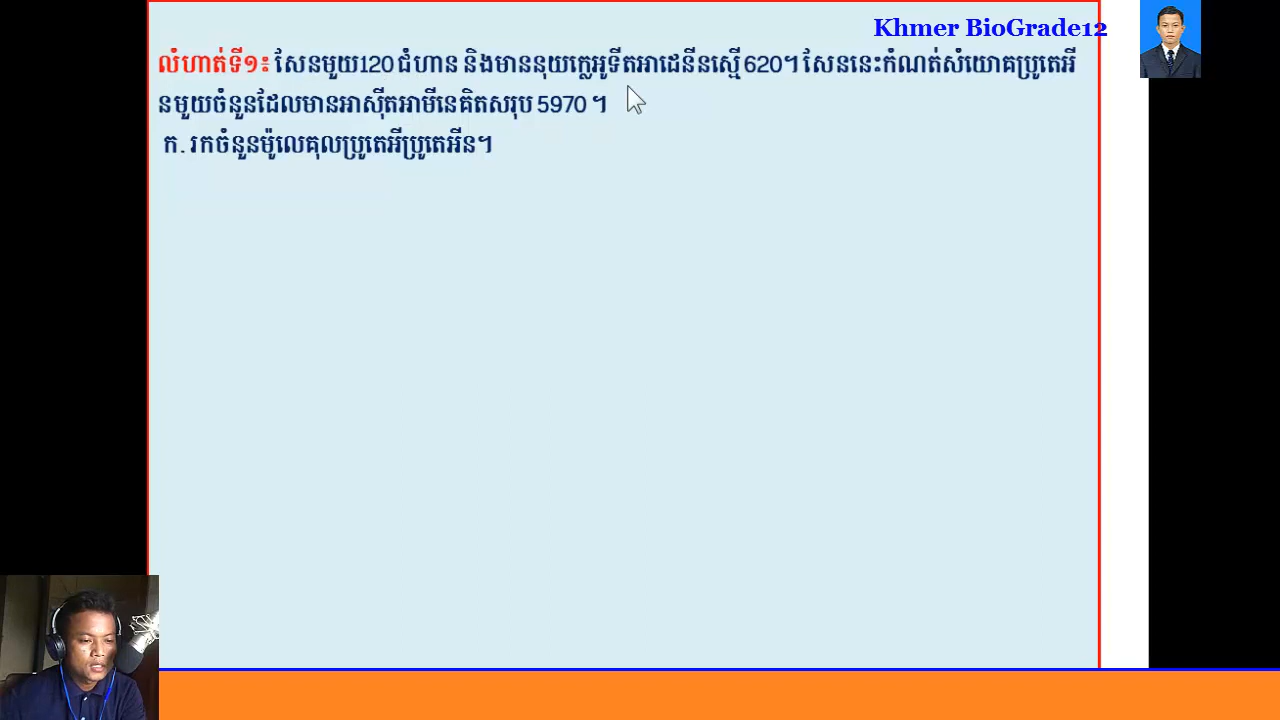 Khmer BioGrade12
លំហាត់ទី១៖ សែនមួយ120 ជំហាន និងមាននុយក្លេអូទីតអាដេនីនស្មើ 620។ សែននេះកំណត់សំយោគប្រូតេអី
នមួយចំនួនដែលមានអាស៊ីតអាមីនេគិតសរុប 5970 ។
ក. រកចំនួនម៉ូលេគុលប្រូតេអីប្រូតេអីន។